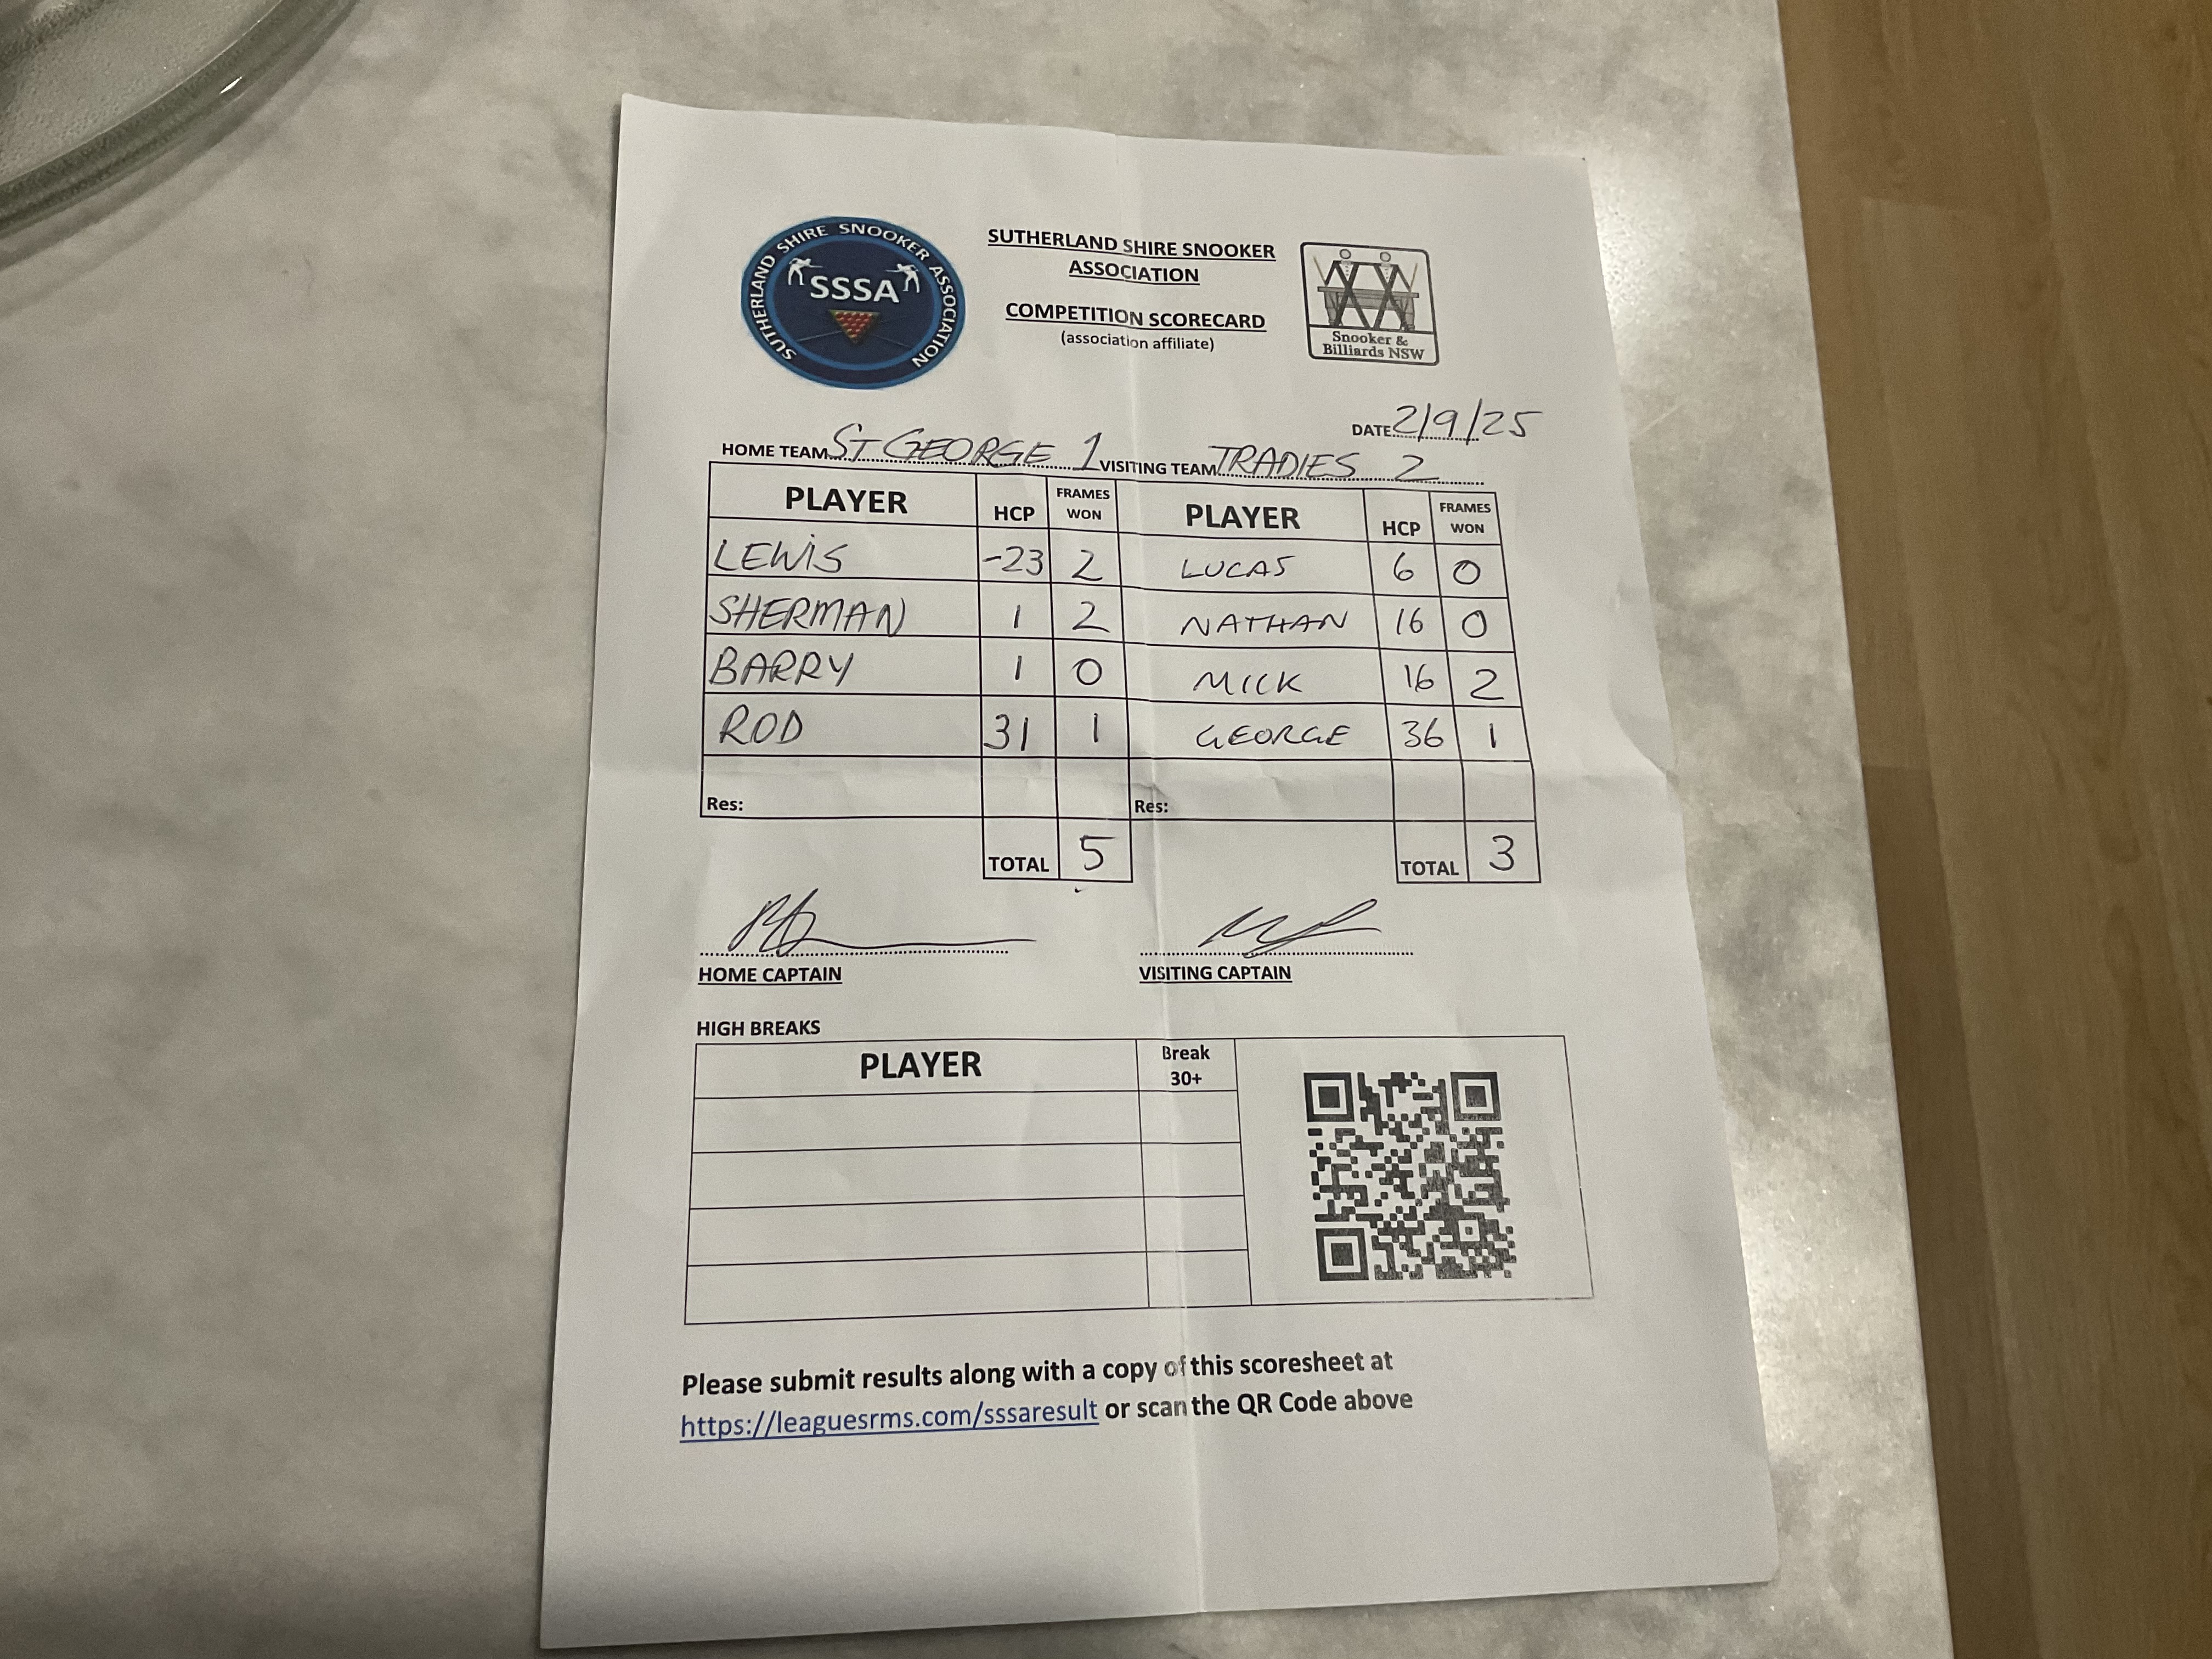 SUTHERLAND SHIRE SNOOKER ASSOCIATION
SSSA
SUTHERLAND SHIRE SNOOKER
ASSOCIATION
COMPETITION SCORECARD
(association affiliate)
Snooker &
Billiards NSW
DATE 2/9/25
HOME TEAM ST GEORGE 1 VISITING TEAM TRADIES 2
PLAYER HCP FRAMES WON PLAYER HCP FRAMES WON
LEWIS -23 2 LUCAS 6 0
SHERMAN 1 2 NATHAN 16 0
BARRY 1 0 MICK 16 2
ROD 31 1 GEORGE 36 1
Res: Res:
TOTAL 5 TOTAL 3
HOME CAPTAIN VISITING CAPTAIN
HIGH BREAKS
PLAYER Break 30+
Please submit results along with a copy of this scoresheet at
https://leaguesrms.com/sssaresult or scan the QR Code above